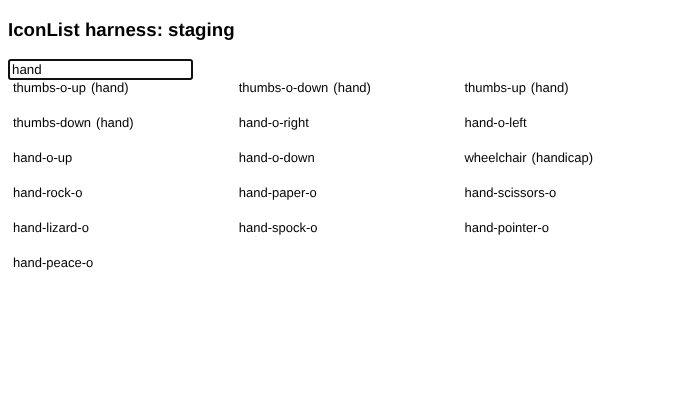 IconList harness: staging
hand
thumbs-o-up (hand) thumbs-o-down (hand) thumbs-up (hand)
thumbs-down (hand) hand-o-right hand-o-left
hand-o-up hand-o-down wheelchair (handicap)
hand-rock-o hand-paper-o hand-scissors-o
hand-lizard-o hand-spock-o hand-pointer-o
hand-peace-o